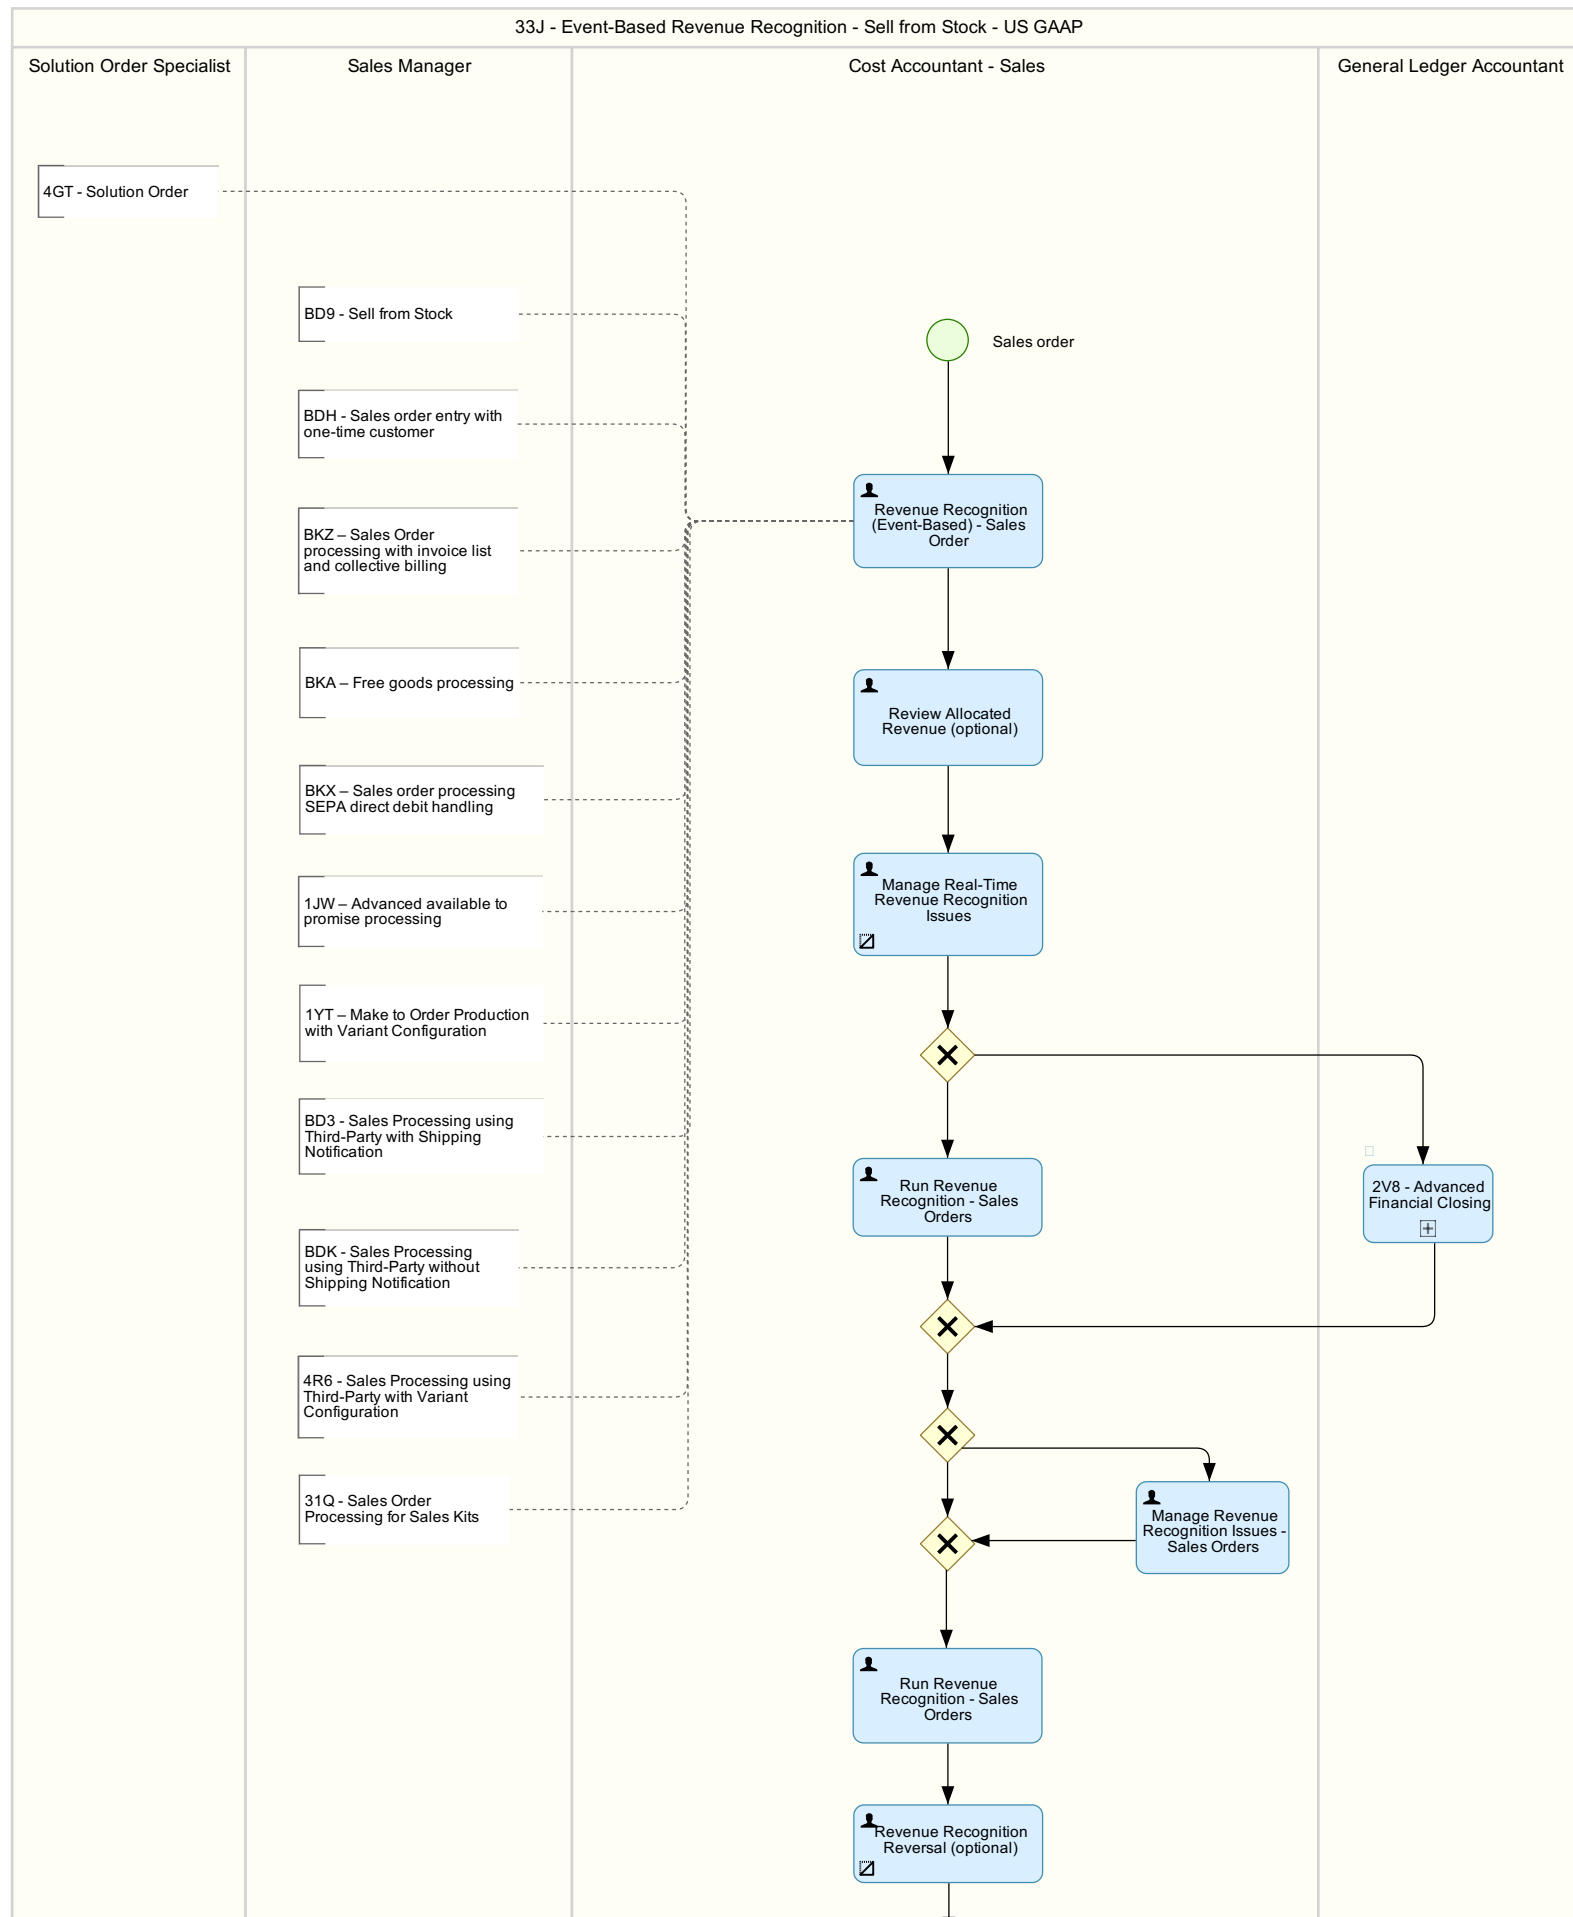 33J - Event-Based Revenue Recognition - Sell from Stock - US GAAP
Solution Order Specialist
Sales Manager
Cost Accountant - Sales
General Ledger Accountant
4GT - Solution Order
BD9 - Sell from Stock
BDH - Sales order entry with
one-time customer
BKZ – Sales Order
processing with invoice list
and collective billing
BKA – Free goods processing
BKX – Sales order processing
SEPA direct debit handling
1JW – Advanced available to
promise processing
1YT – Make to Order Production
with Variant Configuration
BD3 - Sales Processing using
Third-Party with Shipping
Notification
BDK - Sales Processing
using Third-Party without
Shipping Notification
4R6 - Sales Processing using
Third-Party with Variant
Configuration
31Q - Sales Order
Processing for Sales Kits
Sales order
Revenue Recognition
(Event-Based) - Sales
Order
Review Allocated
Revenue (optional)
Manage Real-Time
Revenue Recognition
Issues
Run Revenue
Recognition - Sales
Orders
2V8 - Advanced
Financial Closing
Manage Revenue
Recognition Issues -
Sales Orders
Run Revenue
Recognition - Sales
Orders
Revenue Recognition
Reversal (optional)